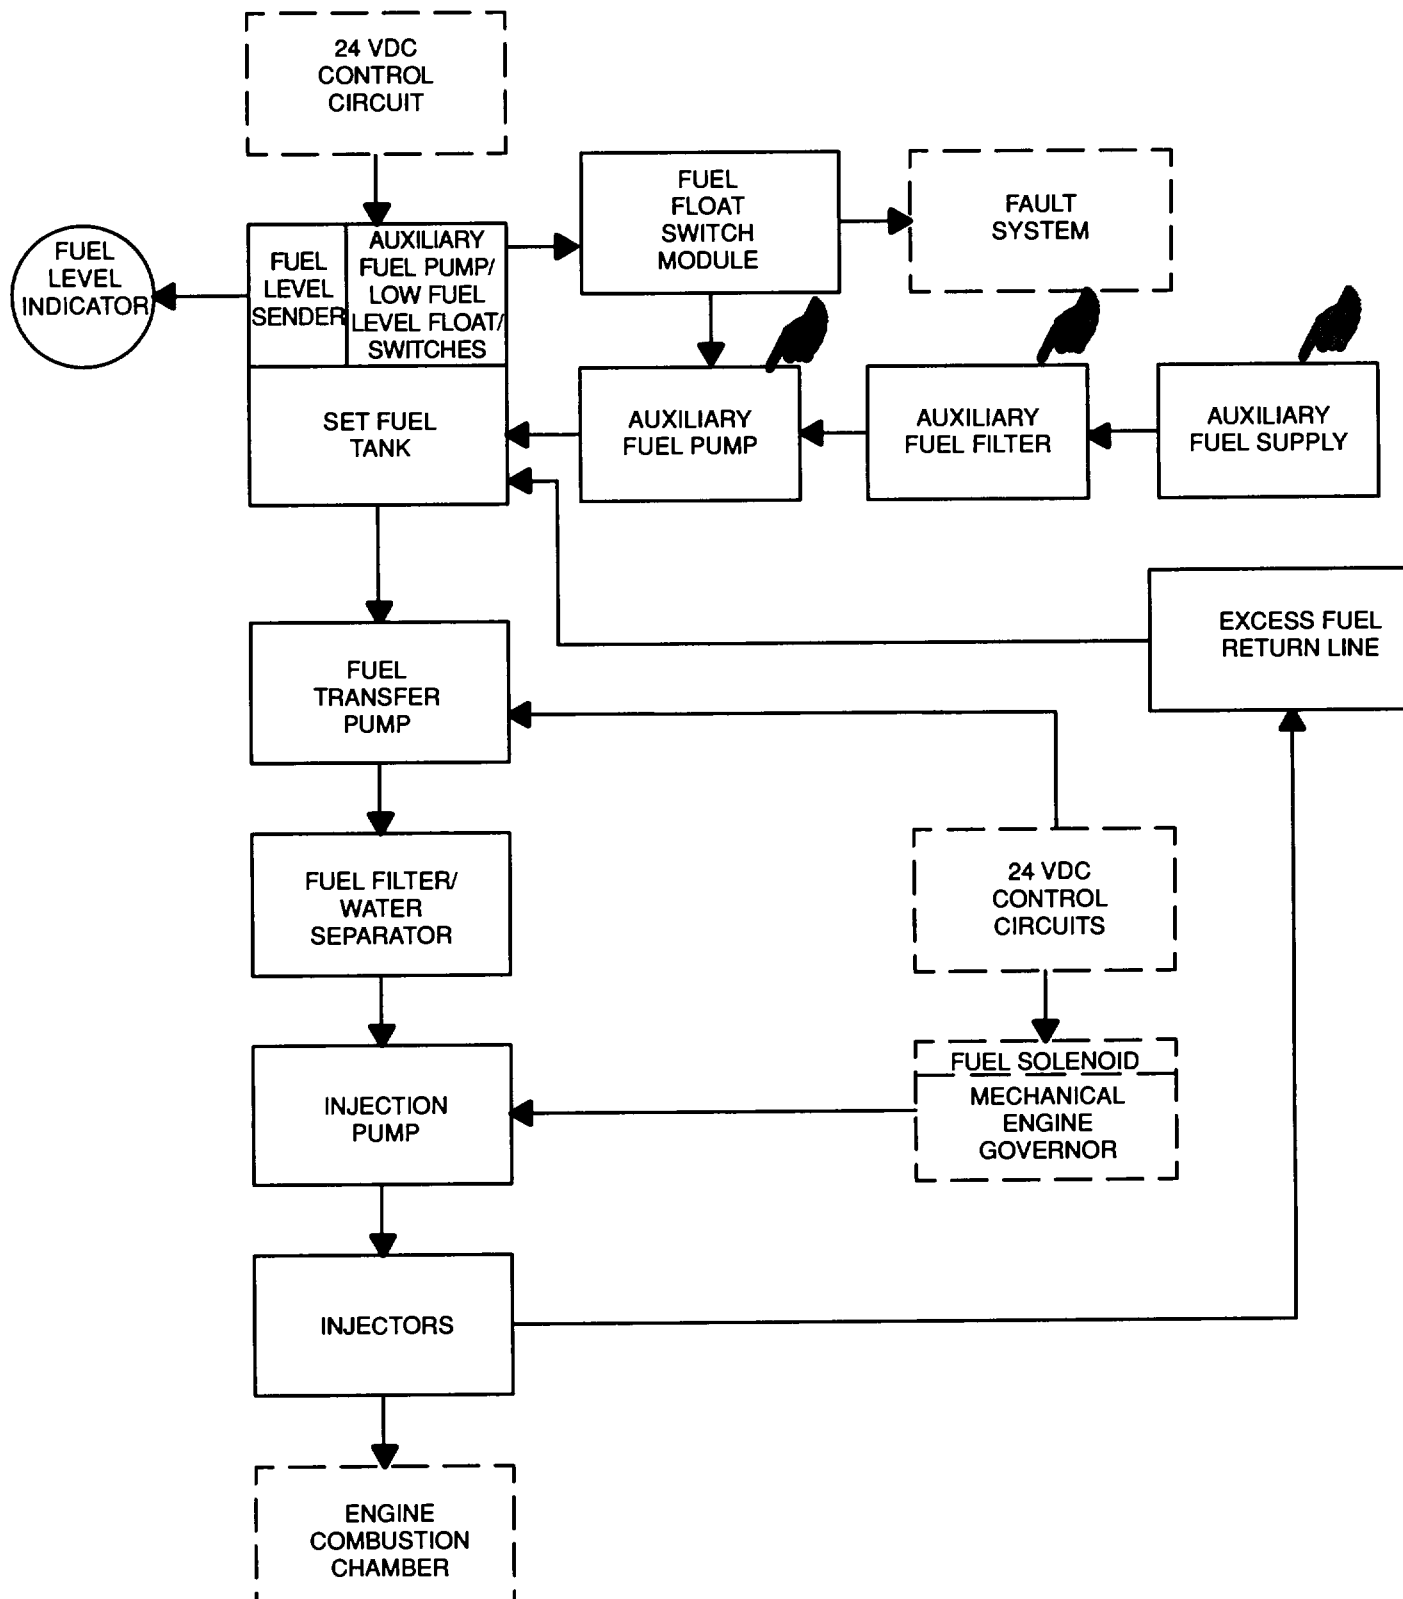 24 VDC
CONTROL
CIRCUIT
FUEL
FLOAT
SWITCH
MODULE
FAULT
SYSTEM
FUEL
LEVEL
INDICATOR
FUEL
LEVEL
SENDER
AUXILIARY
FUEL PUMP/
LOW FUEL
LEVEL FLOAT/
SWITCHES
SET FUEL
TANK
AUXILIARY
FUEL PUMP
AUXILIARY
FUEL FILTER
AUXILIARY
FUEL SUPPLY
EXCESS FUEL
RETURN LINE
FUEL
TRANSFER
PUMP
FUEL FILTER/
WATER
SEPARATOR
24 VDC
CONTROL
CIRCUITS
FUEL SOLENOID
MECHANICAL
ENGINE
GOVERNOR
INJECTION
PUMP
INJECTORS
ENGINE
COMBUSTION
CHAMBER